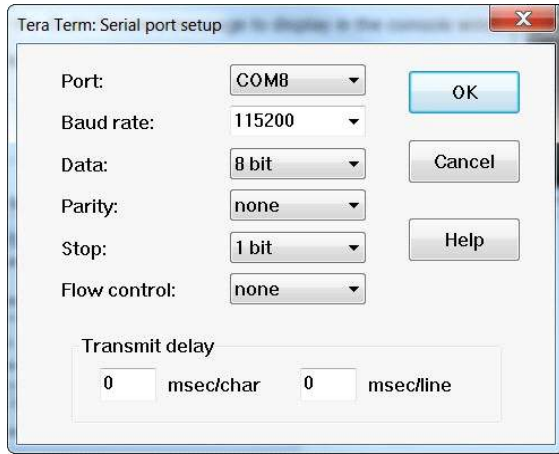 Tera Term: Serial port setup
Port: COM8
OK
Baud rate: 115200
Data: 8 bit
Cancel
Parity: none
Stop: 1 bit
Help
Flow control: none
Transmit delay
0 msec/char 0 msec/line